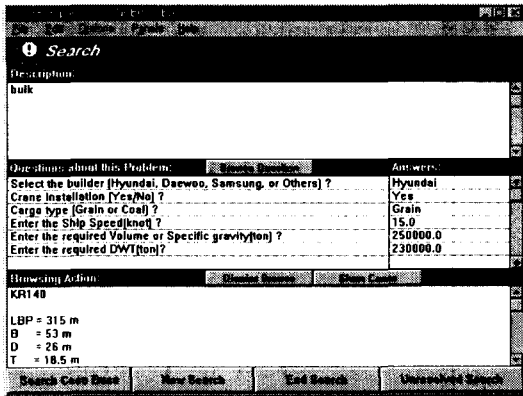 Search
Description:
bulk
Questions about this Problem:
Answers:
Select the builder [Hyundai, Daewoo, Samsung, or Others] ?
Hyundai
Crane Installation [Yes/No] ?
Yes
Cargo type [Grain or Coal] ?
Grain
Enter the Ship Speed[knot] ?
15.0
Enter the required Volume or Specific gravity[ton] ?
250000.0
Enter the required DWT[ton]?
230000.0
Browsing Action:
KR140
LBP = 315 m
B = 53 m
D = 26 m
T = 18.5 m
Search Case Base
New Search
End Search
Unresolved Search